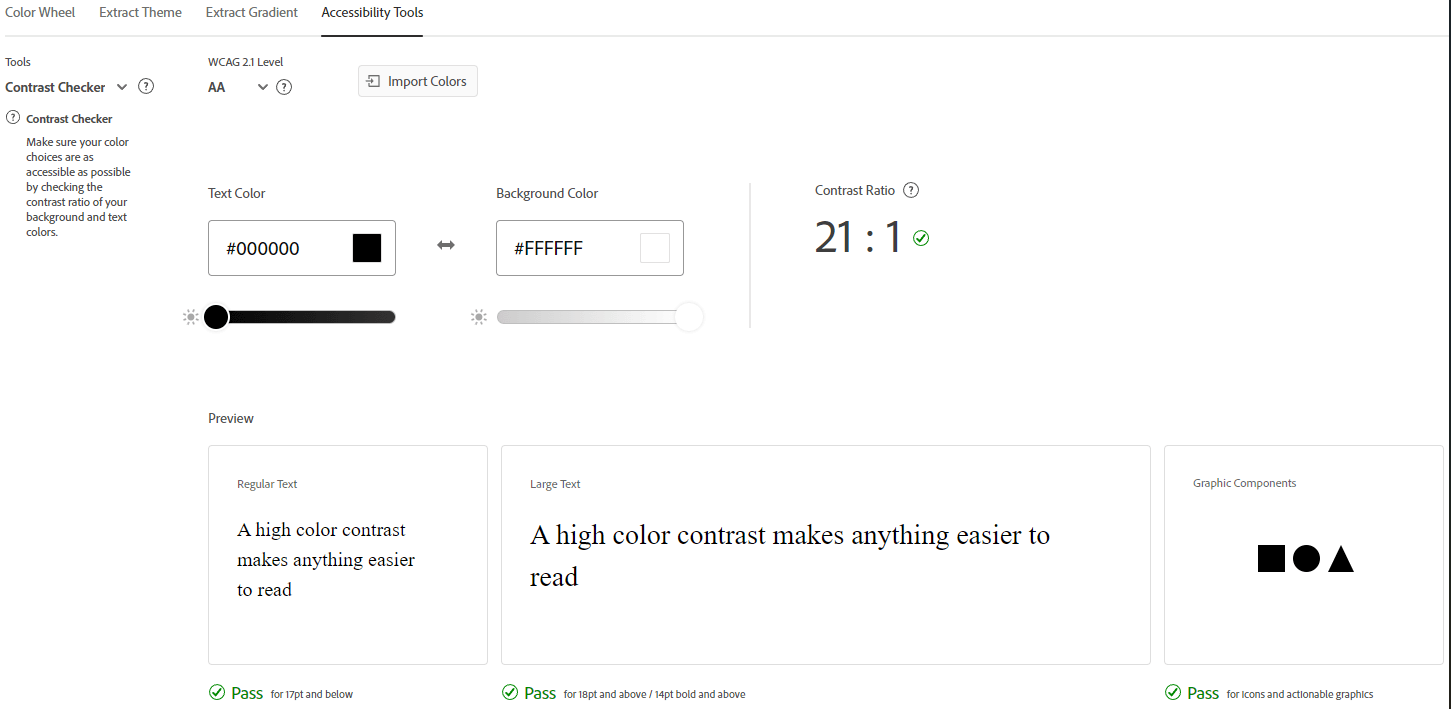 Color Wheel Extract Theme Extract Gradient Accessibility Tools
Tools
Contrast Checker ?
WCAG 2.1 Level
AA ?
Import Colors
? Contrast Checker
Make sure your color
choices are as
accessible as possible
by checking the
contrast ratio of your
background and text
colors.
Text Color
#000000
Background Color
#FFFFFF
Contrast Ratio ?
21 : 1
Preview
Regular Text
A high color contrast
makes anything easier
to read
Pass for 17pt and below
Large Text
A high color contrast makes anything easier to
read
Pass for 18pt and above / 14pt bold and above
Graphic Components
Pass for icons and actionable graphics